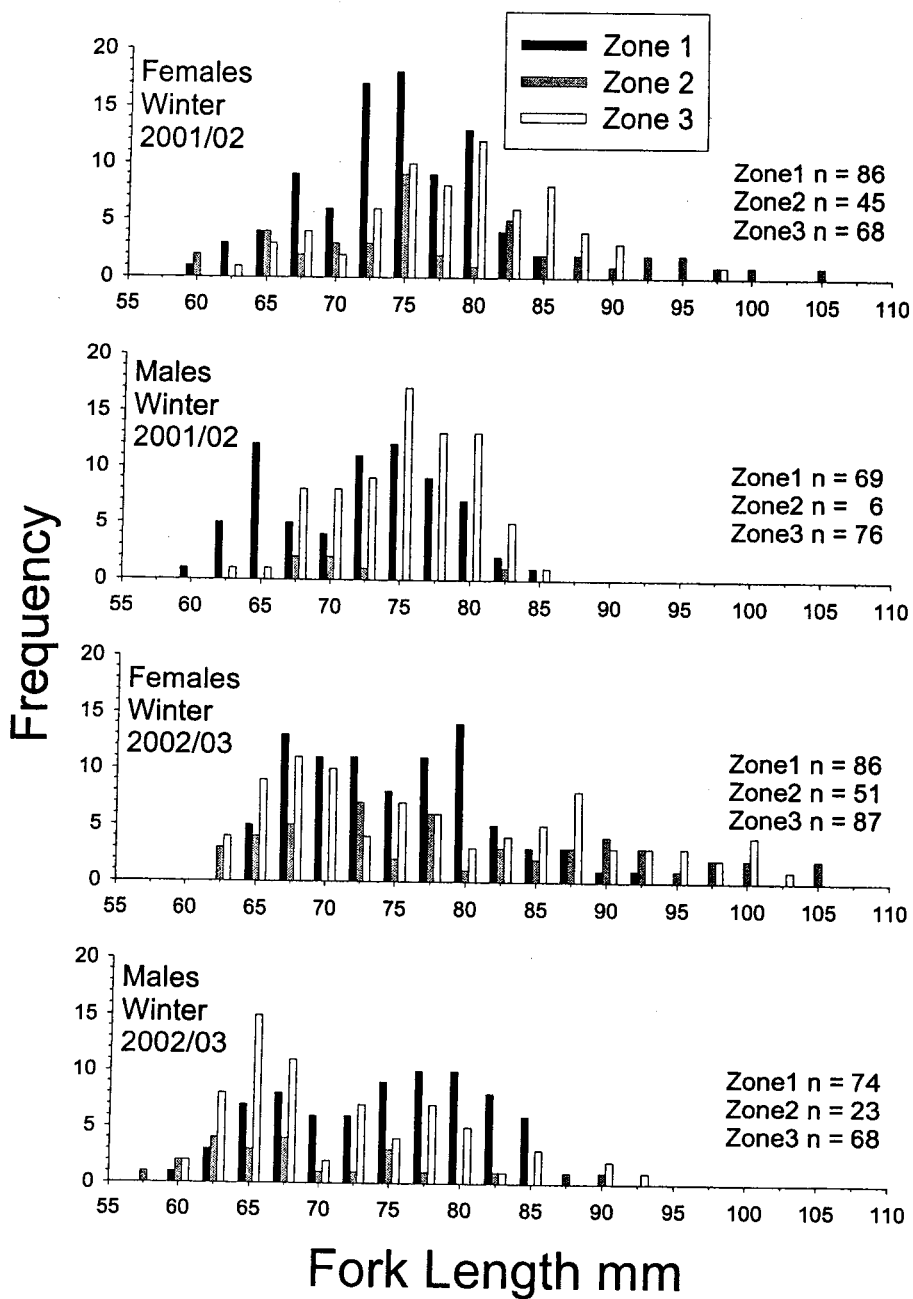 Zone 1
Zone 2
Zone 3
Females
Winter
2001/02
20
15
10
5
0
Zone1 n = 86
Zone2 n = 45
Zone3 n = 68
55 60 65 70 75 80 85 90 95 100 105 110
Males
Winter
2001/02
20
15
10
5
0
Zone1 n = 69
Zone2 n = 6
Zone3 n = 76
55 60 65 70 75 80 85 90 95 100 105 110
Frequency
Females
Winter
2002/03
20
15
10
5
0
Zone1 n = 86
Zone2 n = 51
Zone3 n = 87
55 60 65 70 75 80 85 90 95 100 105 110
Males
Winter
2002/03
20
15
10
5
0
Zone1 n = 74
Zone2 n = 23
Zone3 n = 68
55 60 65 70 75 80 85 90 95 100 105 110
Fork Length mm